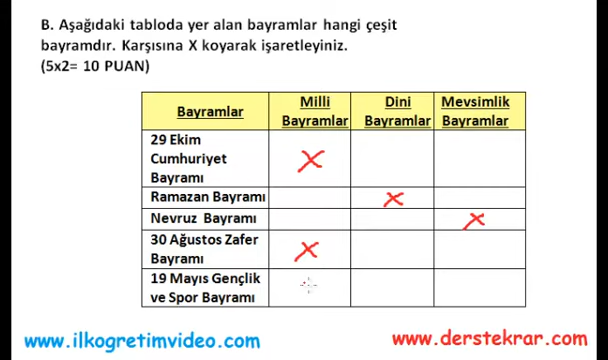 B. Aşağıdaki tabloda yer alan bayramlar hangi çeşit
bayramdır. Karşısına X koyarak işaretleyiniz.
(5x2= 10 PUAN)
Bayramlar Milli Bayramlar Dini Bayramlar Mevsimlik Bayramlar
29 Ekim
Cumhuriyet X
Bayramı
Ramazan Bayramı X
Nevruz Bayramı X
30 Ağustos Zafer X
Bayramı
19 Mayıs Gençlik
ve Spor Bayramı
www.ilkogretimvideo.com www.derstekrar.com